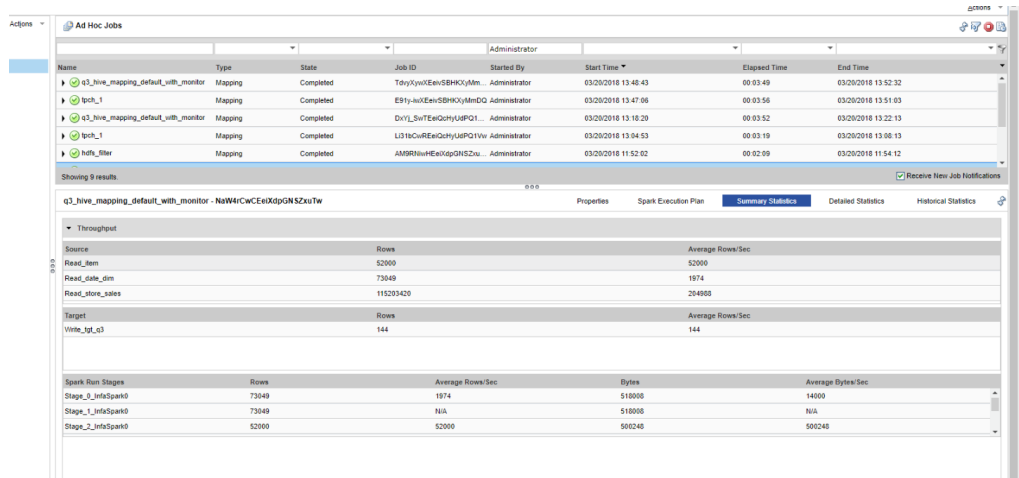 Actions
Actions
Ad Hoc Jobs
Administrator
Name Type State Job ID Started By Start Time Elapsed Time End Time
q3_hive_mapping_default_with_monitor Mapping Completed Administrator 03/20/2018 13:48:43 00:03:49 03/20/2018 13:52:32
tpch_1 Mapping Completed Administrator 03/20/2018 13:47:06 00:03:56 03/20/2018 13:51:03
q3_hive_mapping_default_with_monitor Mapping Completed Administrator 03/20/2018 13:18:20 00:03:52 03/20/2018 13:22:13
tpch_1 Mapping Completed Administrator 03/20/2018 13:04:53 00:03:19 03/20/2018 13:08:13
hdfs_filter Mapping Completed Administrator 03/20/2018 11:52:02 00:02:09 03/20/2018 11:54:12
Showing 9 results. Receive New Job Notifications
q3_hive_mapping_default_with_monitor - NaW4rCwCEeiXdpGNSZxuTw Properties Spark Execution Plan Summary Statistics Detailed Statistics Historical Statistics
Throughput
Source Rows Average Rows/Sec
Read_item 52000 52000
Read_date_dim 73049 1974
Read_store_sales 115203420 204988
Target Rows Average Rows/Sec
Write_tgt_q3 144 144
Spark Run Stages Rows Average Rows/Sec Bytes Average Bytes/Sec
Stage_0_InfaSpark0 73049 1974 518008 14000
Stage_1_InfaSpark0 73049 N/A 518008 N/A
Stage_2_InfaSpark0 52000 52000 500248 500248